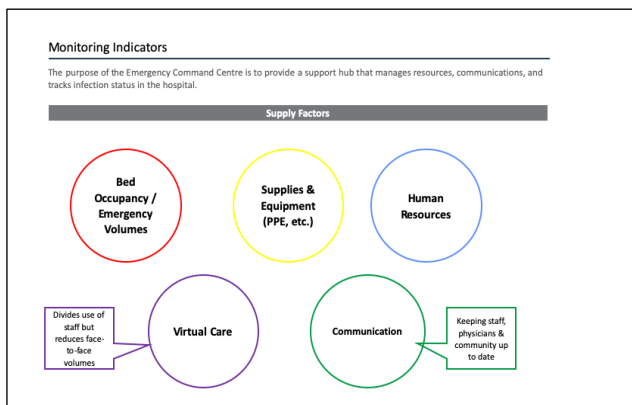 Monitoring Indicators
The purpose of the Emergency Command Centre is to provide a support hub that manages resources, communications, and
tracks infection status in the hospital.
Supply Factors
Bed
Occupancy /
Emergency
Volumes
Supplies &
Equipment
(PPE, etc.)
Human
Resources
Divides use of
staff but
reduces face-
to-face
volumes
Virtual Care
Communication
Keeping staff,
physicians &
community up
to date